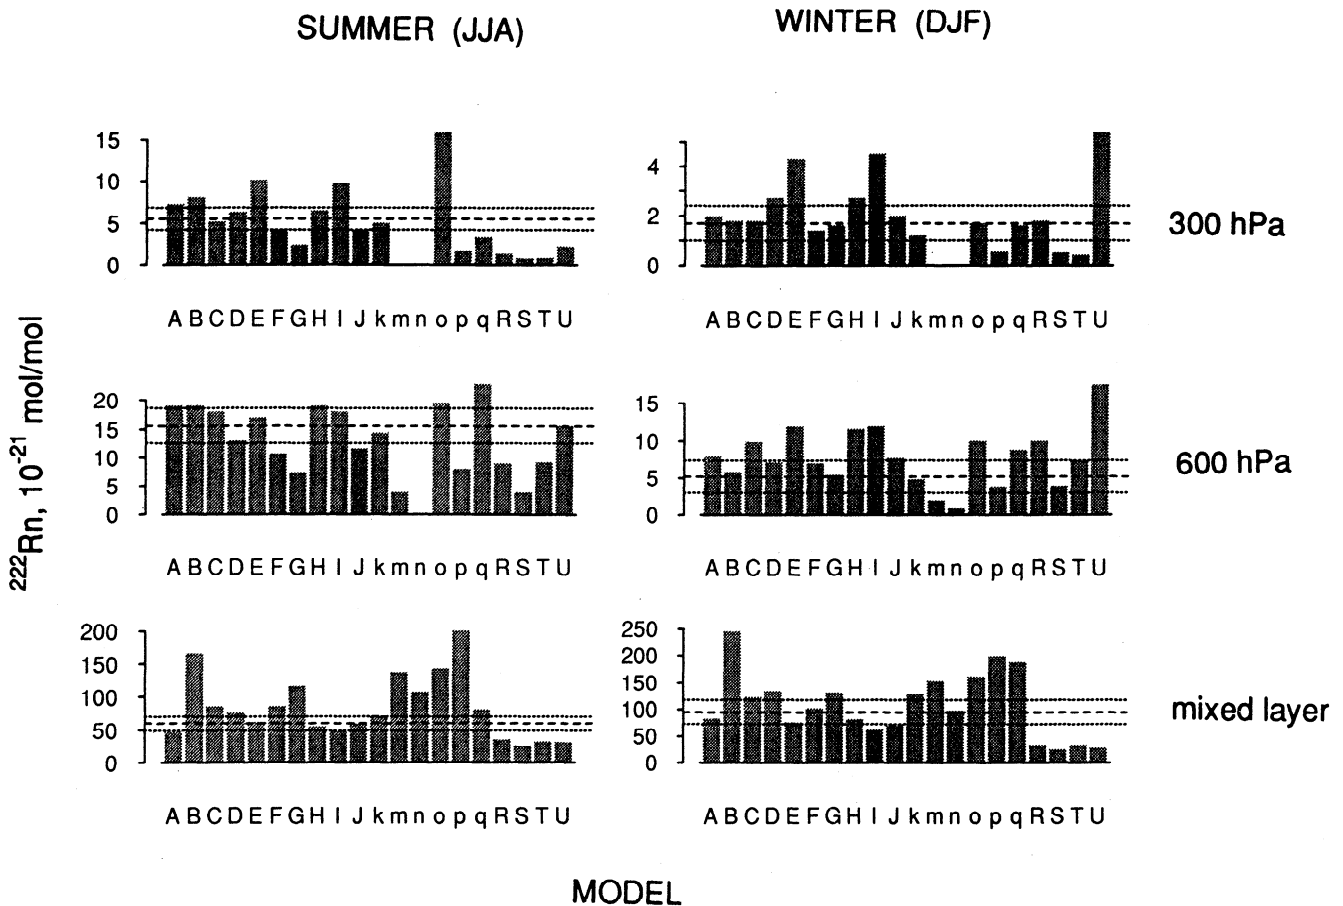 SUMMER (JJA)
WINTER (DJF)
15
10
5
0
A B C D E F G H I J k m n o p q R S T U
4
2
0
A B C D E F G H I J k m n o p q R S T U
300 hPa
222Rn, 10-21 mol/mol
20
15
10
5
0
A B C D E F G H I J k m n o p q R S T U
15
10
5
0
A B C D E F G H I J k m n o p q R S T U
600 hPa
200
150
100
50
0
A B C D E F G H I J k m n o p q R S T U
250
200
150
100
50
0
A B C D E F G H I J k m n o p q R S T U
mixed layer
MODEL